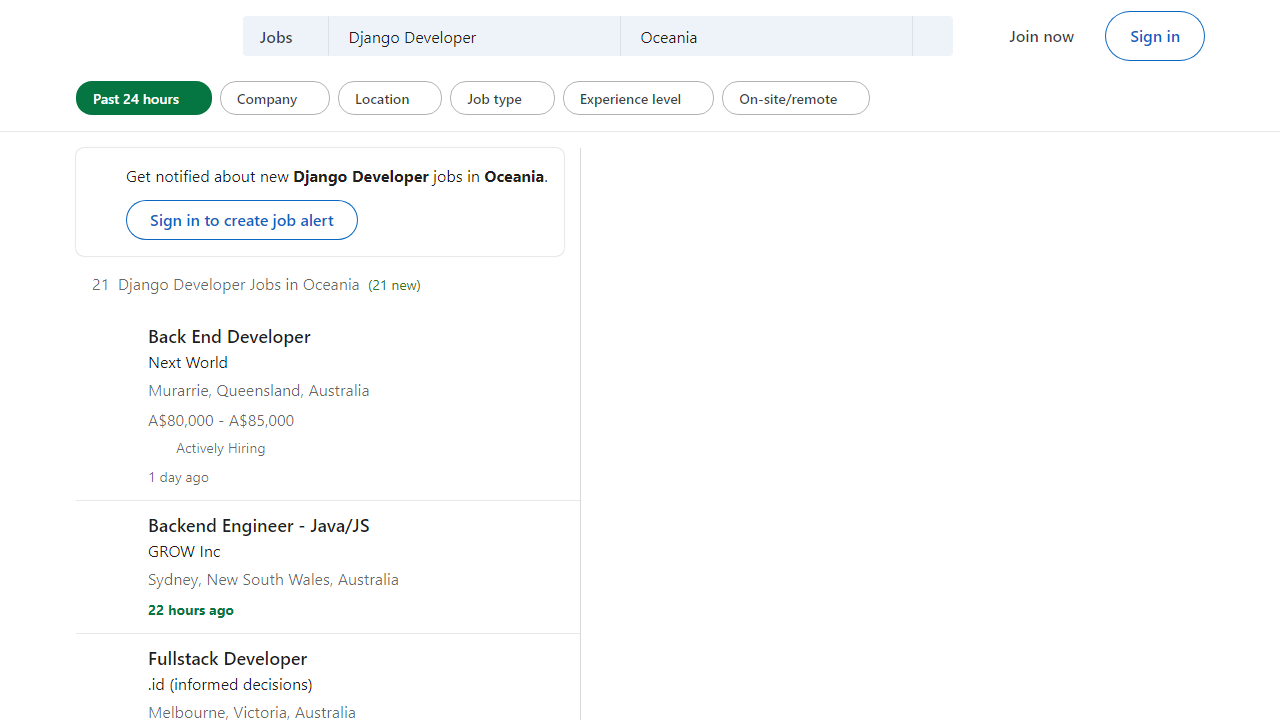 Jobs
Django Developer
Oceania
Join now
Sign in
Past 24 hours
Company
Location
Job type
Experience level
On-site/remote
Get notified about new Django Developer jobs in Oceania.
Sign in to create job alert
21 Django Developer Jobs in Oceania (21 new)
Back End Developer
Next World
Murarrie, Queensland, Australia
A$80,000 - A$85,000
Actively Hiring
1 day ago
Backend Engineer - Java/JS
GROW Inc
Sydney, New South Wales, Australia
22 hours ago
Fullstack Developer
.id (informed decisions)
Melbourne, Victoria, Australia